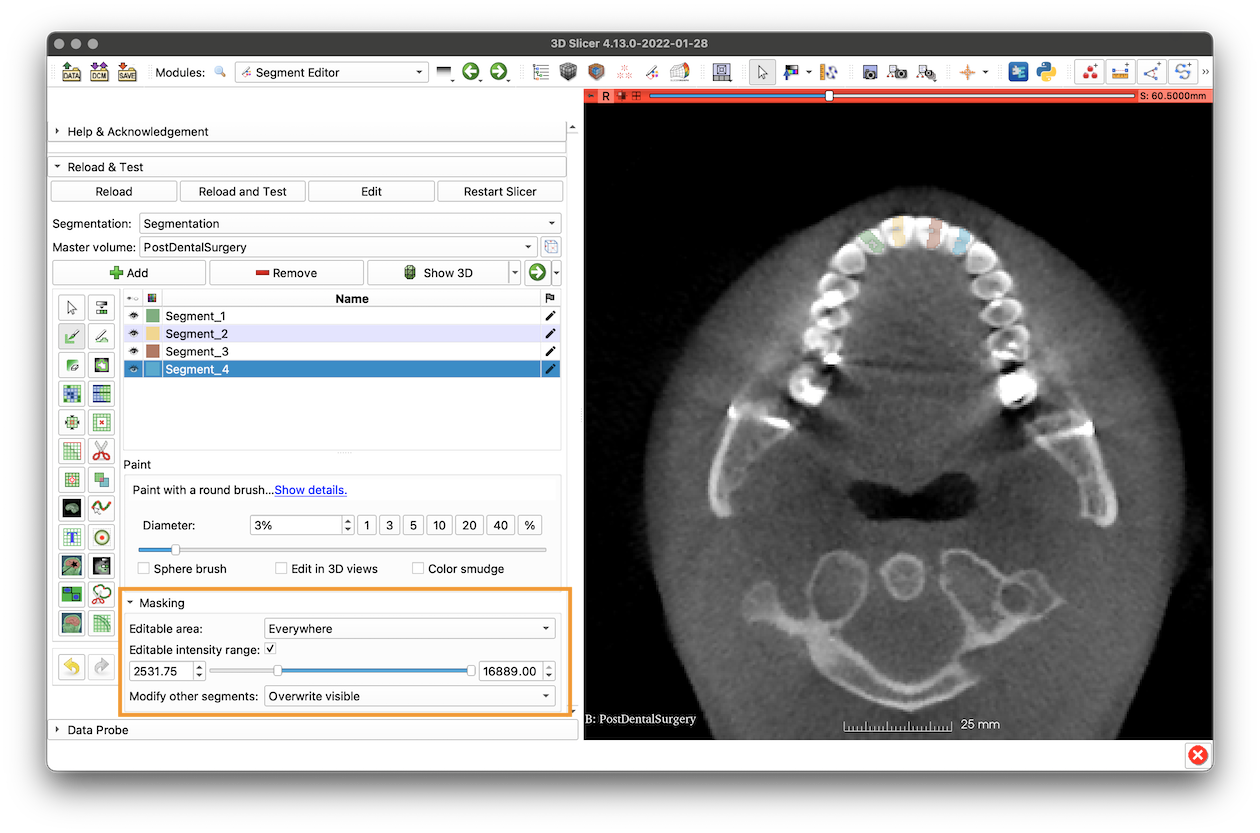 3D Slicer 4.13.0-2022-01-28
DATA DCM SAVE Modules: Segment Editor
R S: 60.5000mm
Help & Acknowledgement
Reload & Test
Reload Reload and Test Edit Restart Slicer
Segmentation: Segmentation
Master volume: PostDentalSurgery
Add Remove Show 3D
Name
Segment_1
Segment_2
Segment_3
Segment_4
Paint
Paint with a round brush...Show details.
Diameter: 3% 1 3 5 10 20 40 %
Sphere brush Edit in 3D views Color smudge
Masking
Editable area: Everywhere
Editable intensity range:
2531.75 16889.00
Modify other segments: Overwrite visible
B: PostDentalSurgery
25 mm
Data Probe